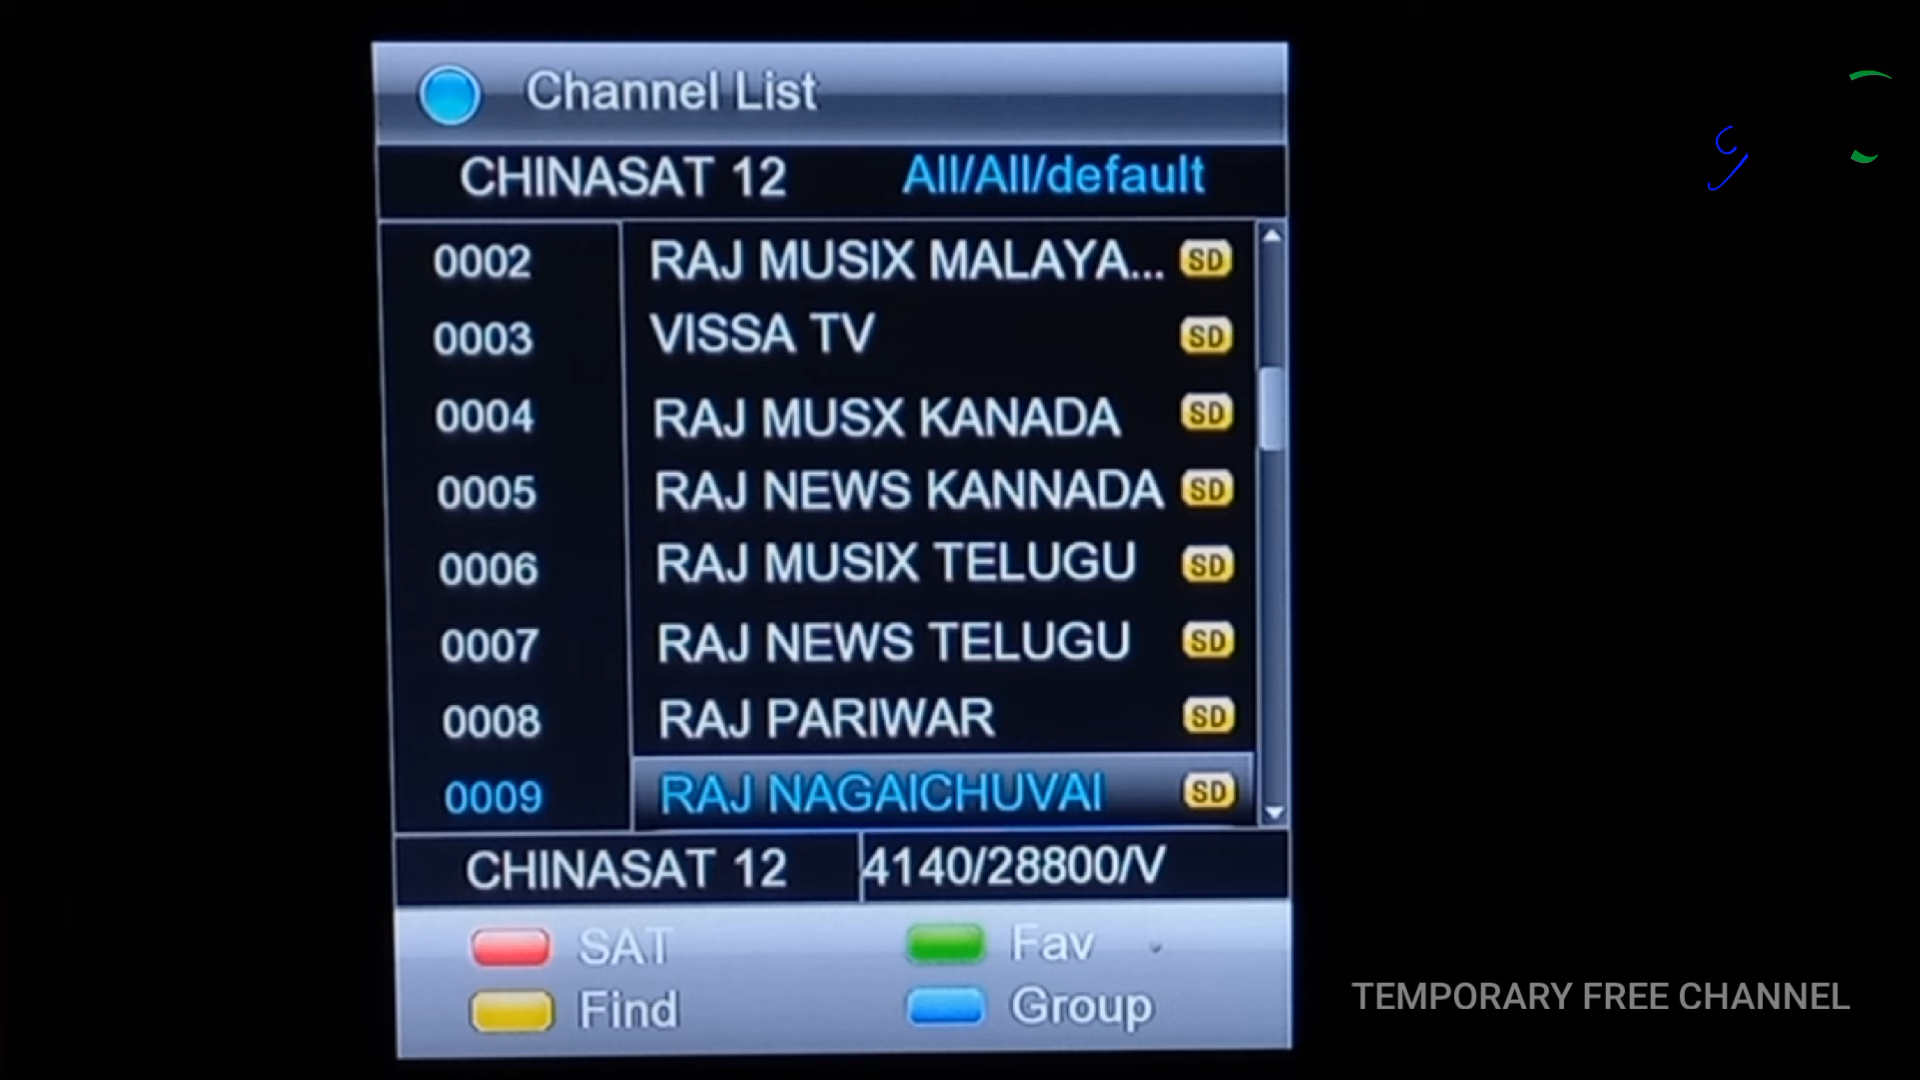 Channel List
CHINASAT 12 All/All/default
0002 RAJ MUSIX MALAYA... SD
0003 VISSA TV SD
0004 RAJ MUSX KANADA SD
0005 RAJ NEWS KANNADA SD
0006 RAJ MUSIX TELUGU SD
0007 RAJ NEWS TELUGU SD
0008 RAJ PARIWAR SD
0009 RAJ NAGAICHUVAI SD
CHINASAT 12 4140/28800/V
SAT Fav
Find Group
TEMPORARY FREE CHANNEL